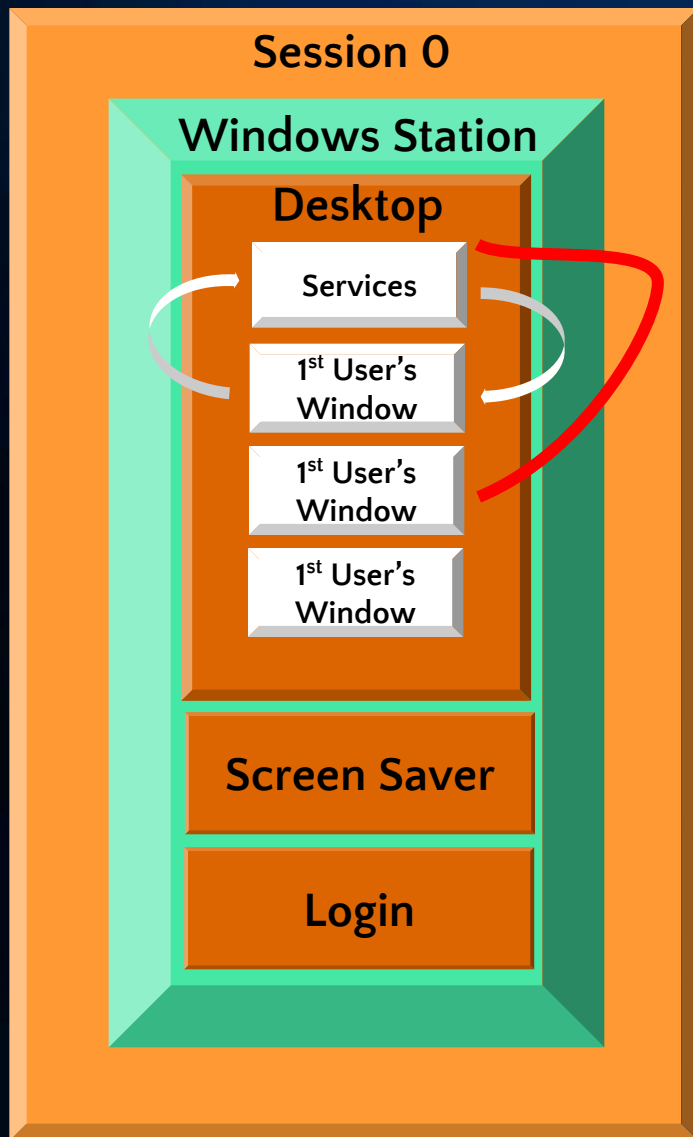 Session 0
Windows Station
Desktop
Services
1st User's
Window
1st User's
Window
1st User's
Window
Screen Saver
Login